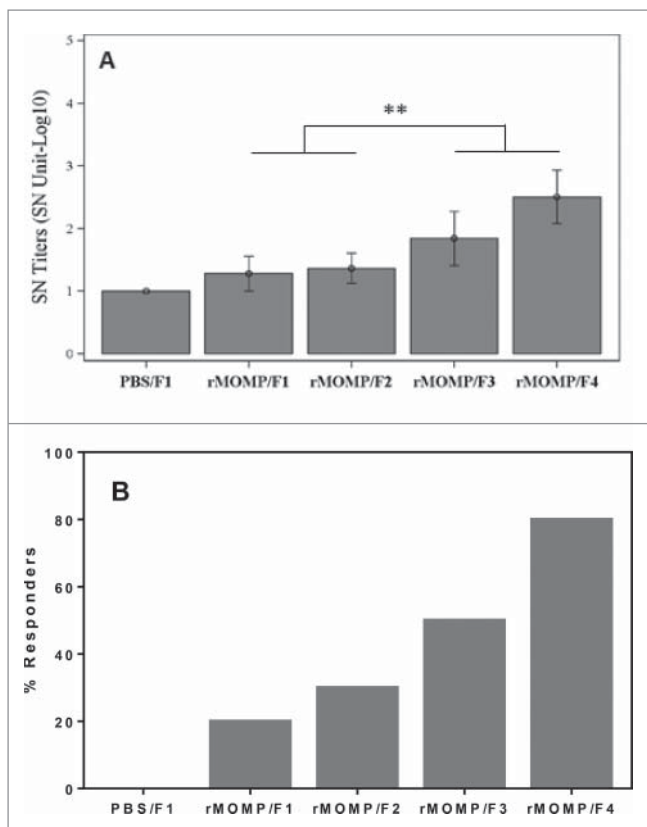 A
SN Titers (SN Unit-Log10)
5
4
3
2
1
0
**
PBS/F1 rMOMP/F1 rMOMP/F2 rMOMP/F3 rMOMP/F4
B
% Responders
100
80
60
40
20
0
PBS/F1 rMOMP/F1 rMOMP/F2 rMOMP/F3 rMOMP/F4